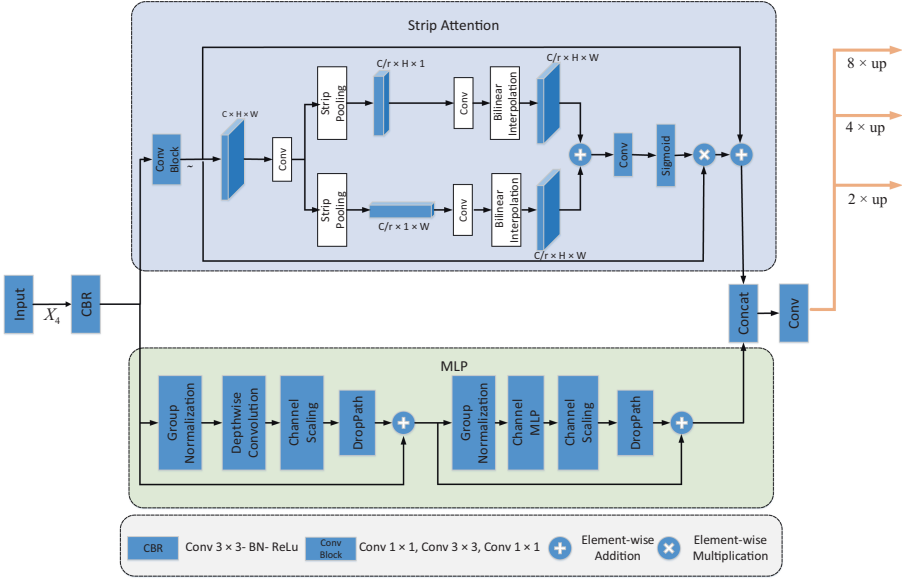 Strip Attention
8 × up
4 × up
2 × up
C/r × H × 1
C/r × H × W
C × H × W
Strip
Pooling
Conv
Bilinear
Interpolation
Conv
Block
~
Conv
Conv
Sigmoid
Strip
Pooling
Conv
Bilinear
Interpolation
C/r × 1 × W
C/r × H × W
Input
X4
CBR
Concat
Conv
MLP
Group
Normalization
Depthwise
Convolution
Channel
Scaling
DropPath
Group
Normalization
Channel
MLP
Channel
Scaling
DropPath
CBR
Conv 3 × 3- BN- ReLu
Conv
Block
Conv 1 × 1, Conv 3 × 3, Conv 1 × 1
Element-wise
Addition
Element-wise
Multiplication